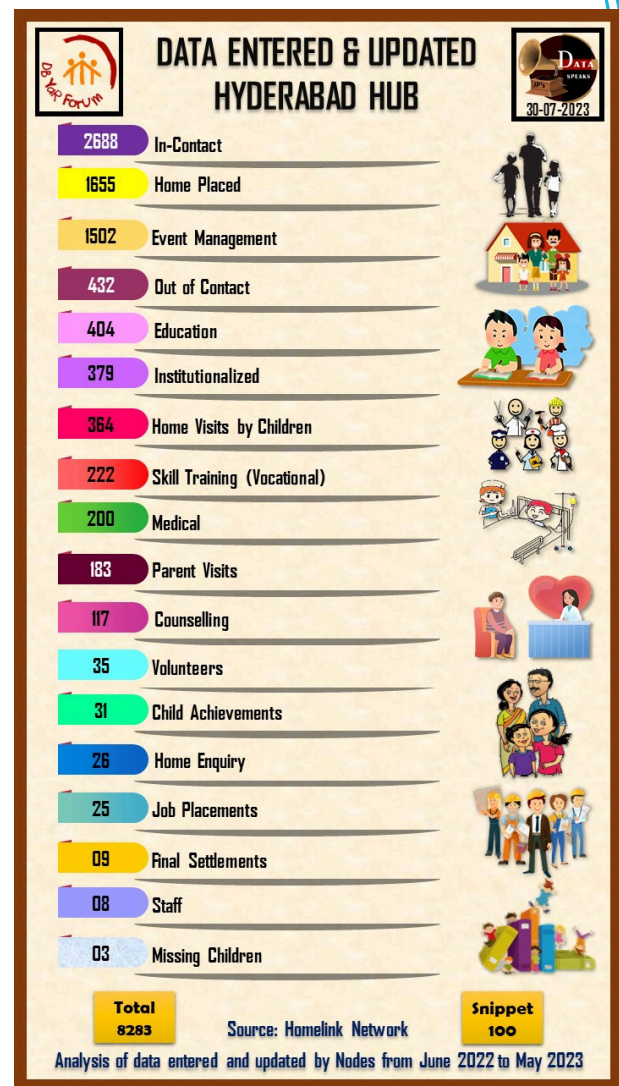 DB YaR FORUM
DATA ENTERED & UPDATED
HYDERABAD HUB
DATA
SPEAKS
JP's
30-07-2023
2688 In-Contact
1655 Home Placed
1502 Event Management
432 Out of Contact
404 Education
379 Institutionalized
364 Home Visits by Children
222 Skill Training (Vocational)
200 Medical
183 Parent Visits
117 Counselling
35 Volunteers
31 Child Achievements
26 Home Enquiry
25 Job Placements
09 Final Settlements
08 Staff
03 Missing Children
Total
8283
Source: Homelink Network
Snippet
100
Analysis of data entered and updated by Nodes from June 2022 to May 2023